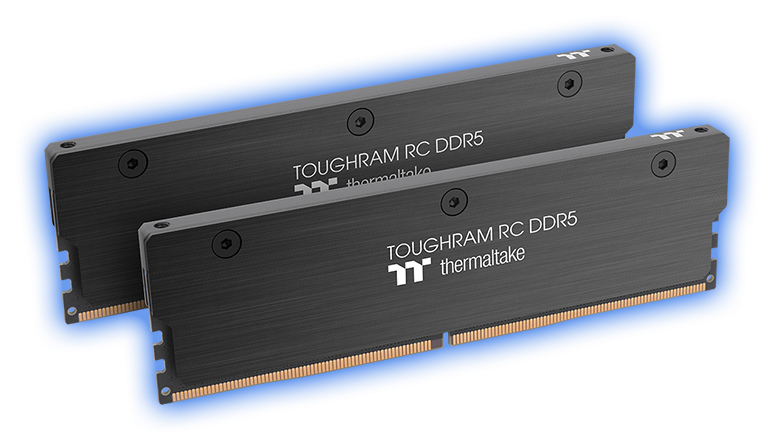 TOUGHRAM RC DDR5
thermaltake
TOUGHRAM RC DDR5
thermaltake